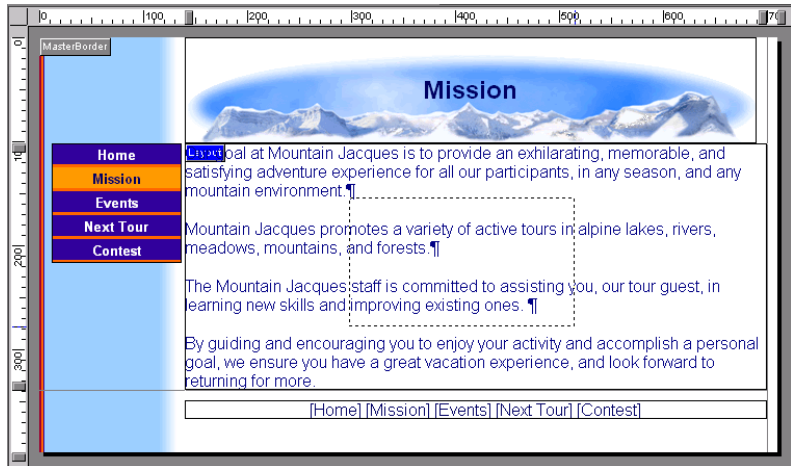 0 100 200 300 400 500 600 70
0
MasterBorder
Mission
100
Home
Mission
Events
Next Tour
Contest
200
300
Layout oal at Mountain Jacques is to provide an exhilarating, memorable, and
satisfying adventure experience for all our participants, in any season, and any
mountain environment.¶
Mountain Jacques promotes a variety of active tours in alpine lakes, rivers,
meadows, mountains, and forests.¶
The Mountain Jacques staff is committed to assisting you, our tour guest, in
learning new skills and improving existing ones. ¶
By guiding and encouraging you to enjoy your activity and accomplish a personal
goal, we ensure you have a great vacation experience, and look forward to
returning for more.
[Home] [Mission] [Events] [Next Tour] [Contest]